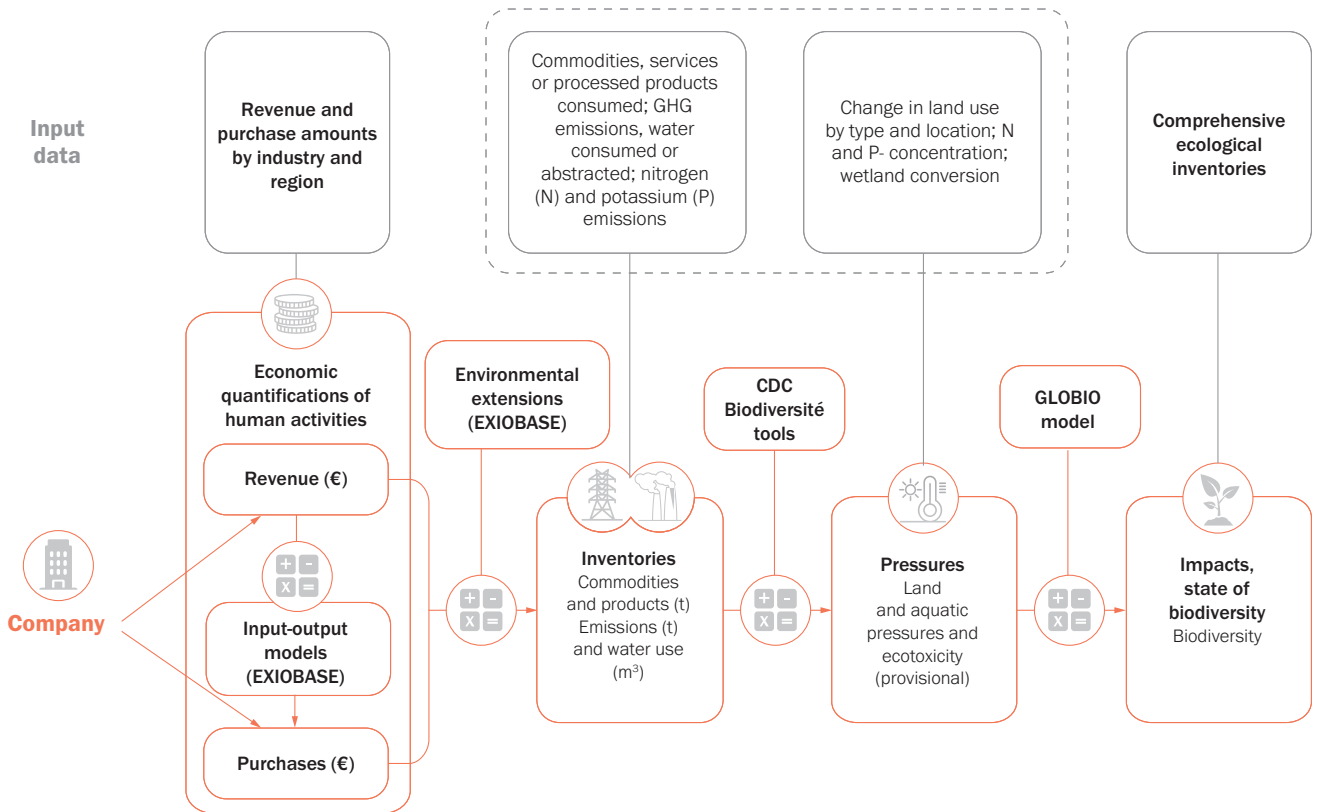 Input
data
Revenue and
purchase amounts
by industry and
region
Commodities, services
or processed products
consumed; GHG
emissions, water
consumed or
abstracted; nitrogen
(N) and potassium (P)
emissions
Change in land use
by type and location; N
and P- concentration;
wetland conversion
Comprehensive
ecological
inventories
Economic
quantifications of
human activities
Revenue (€)
+ -
x =
Input-output
models
(EXIOBASE)
Purchases (€)
Company
Environmental
extensions
(EXIOBASE)
+ -
x =
Inventories
Commodities
and products (t)
Emissions (t)
and water use
(m³)
CDC
Biodiversité
tools
+ -
x =
Pressures
Land
and aquatic
pressures and
ecotoxicity
(provisional)
GLOBIO
model
+ -
x =
Impacts,
state of
biodiversity
Biodiversity